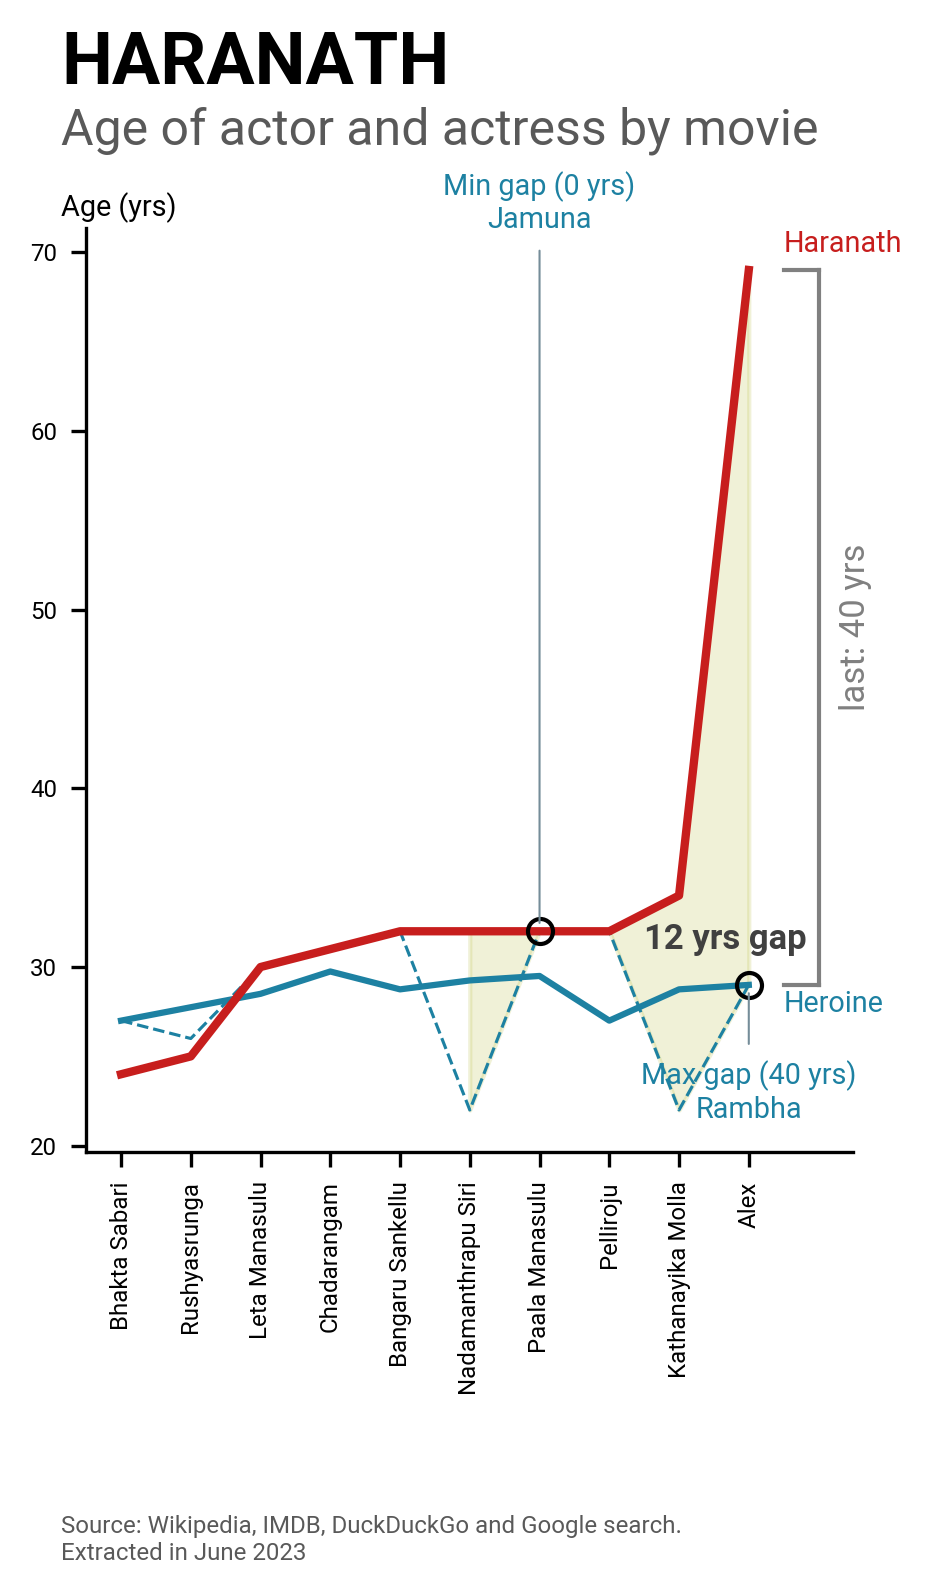 HARANATH
Age of actor and actress by movie
Min gap (0 yrs)
Jamuna
Age (yrs)
70
60
50
40
30
20
Haranath
last: 40 yrs
12 yrs gap
Heroine
Max gap (40 yrs)
Rambha
Bhakta Sabari
Rushyasrunga
Leta Manasulu
Chadarangam
Bangaru Sankellu
Nadamanthrapu Siri
Paala Manasulu
Pelliroju
Kathanayika Molla
Alex
Source: Wikipedia, IMDB, DuckDuckGo and Google search.
Extracted in June 2023